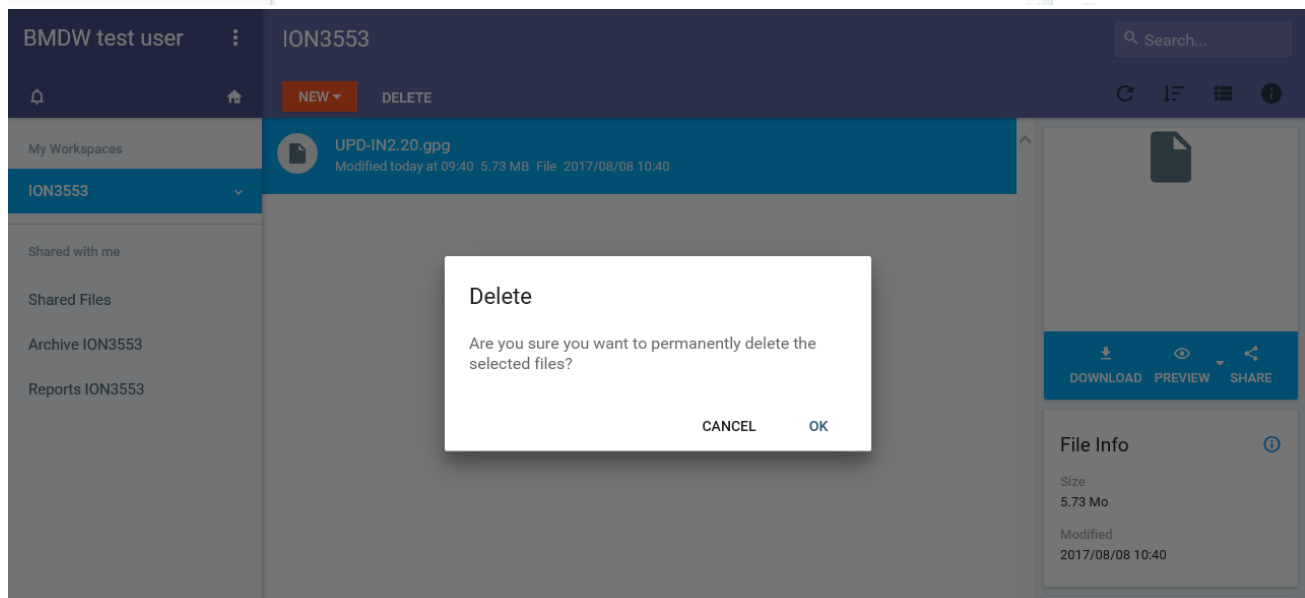 BMDW test user
ION3553
Search...
NEW
DELETE
My Workspaces
ION3553
Shared with me
Shared Files
Archive ION3553
Reports ION3553
UPD-IN2.20.gpg
Modified today at 09:40 5.73 MB File 2017/08/08 10:40
Delete
Are you sure you want to permanently delete the
selected files?
CANCEL
OK
DOWNLOAD
PREVIEW
SHARE
File Info
Size
5.73 Mo
Modified
2017/08/08 10:40